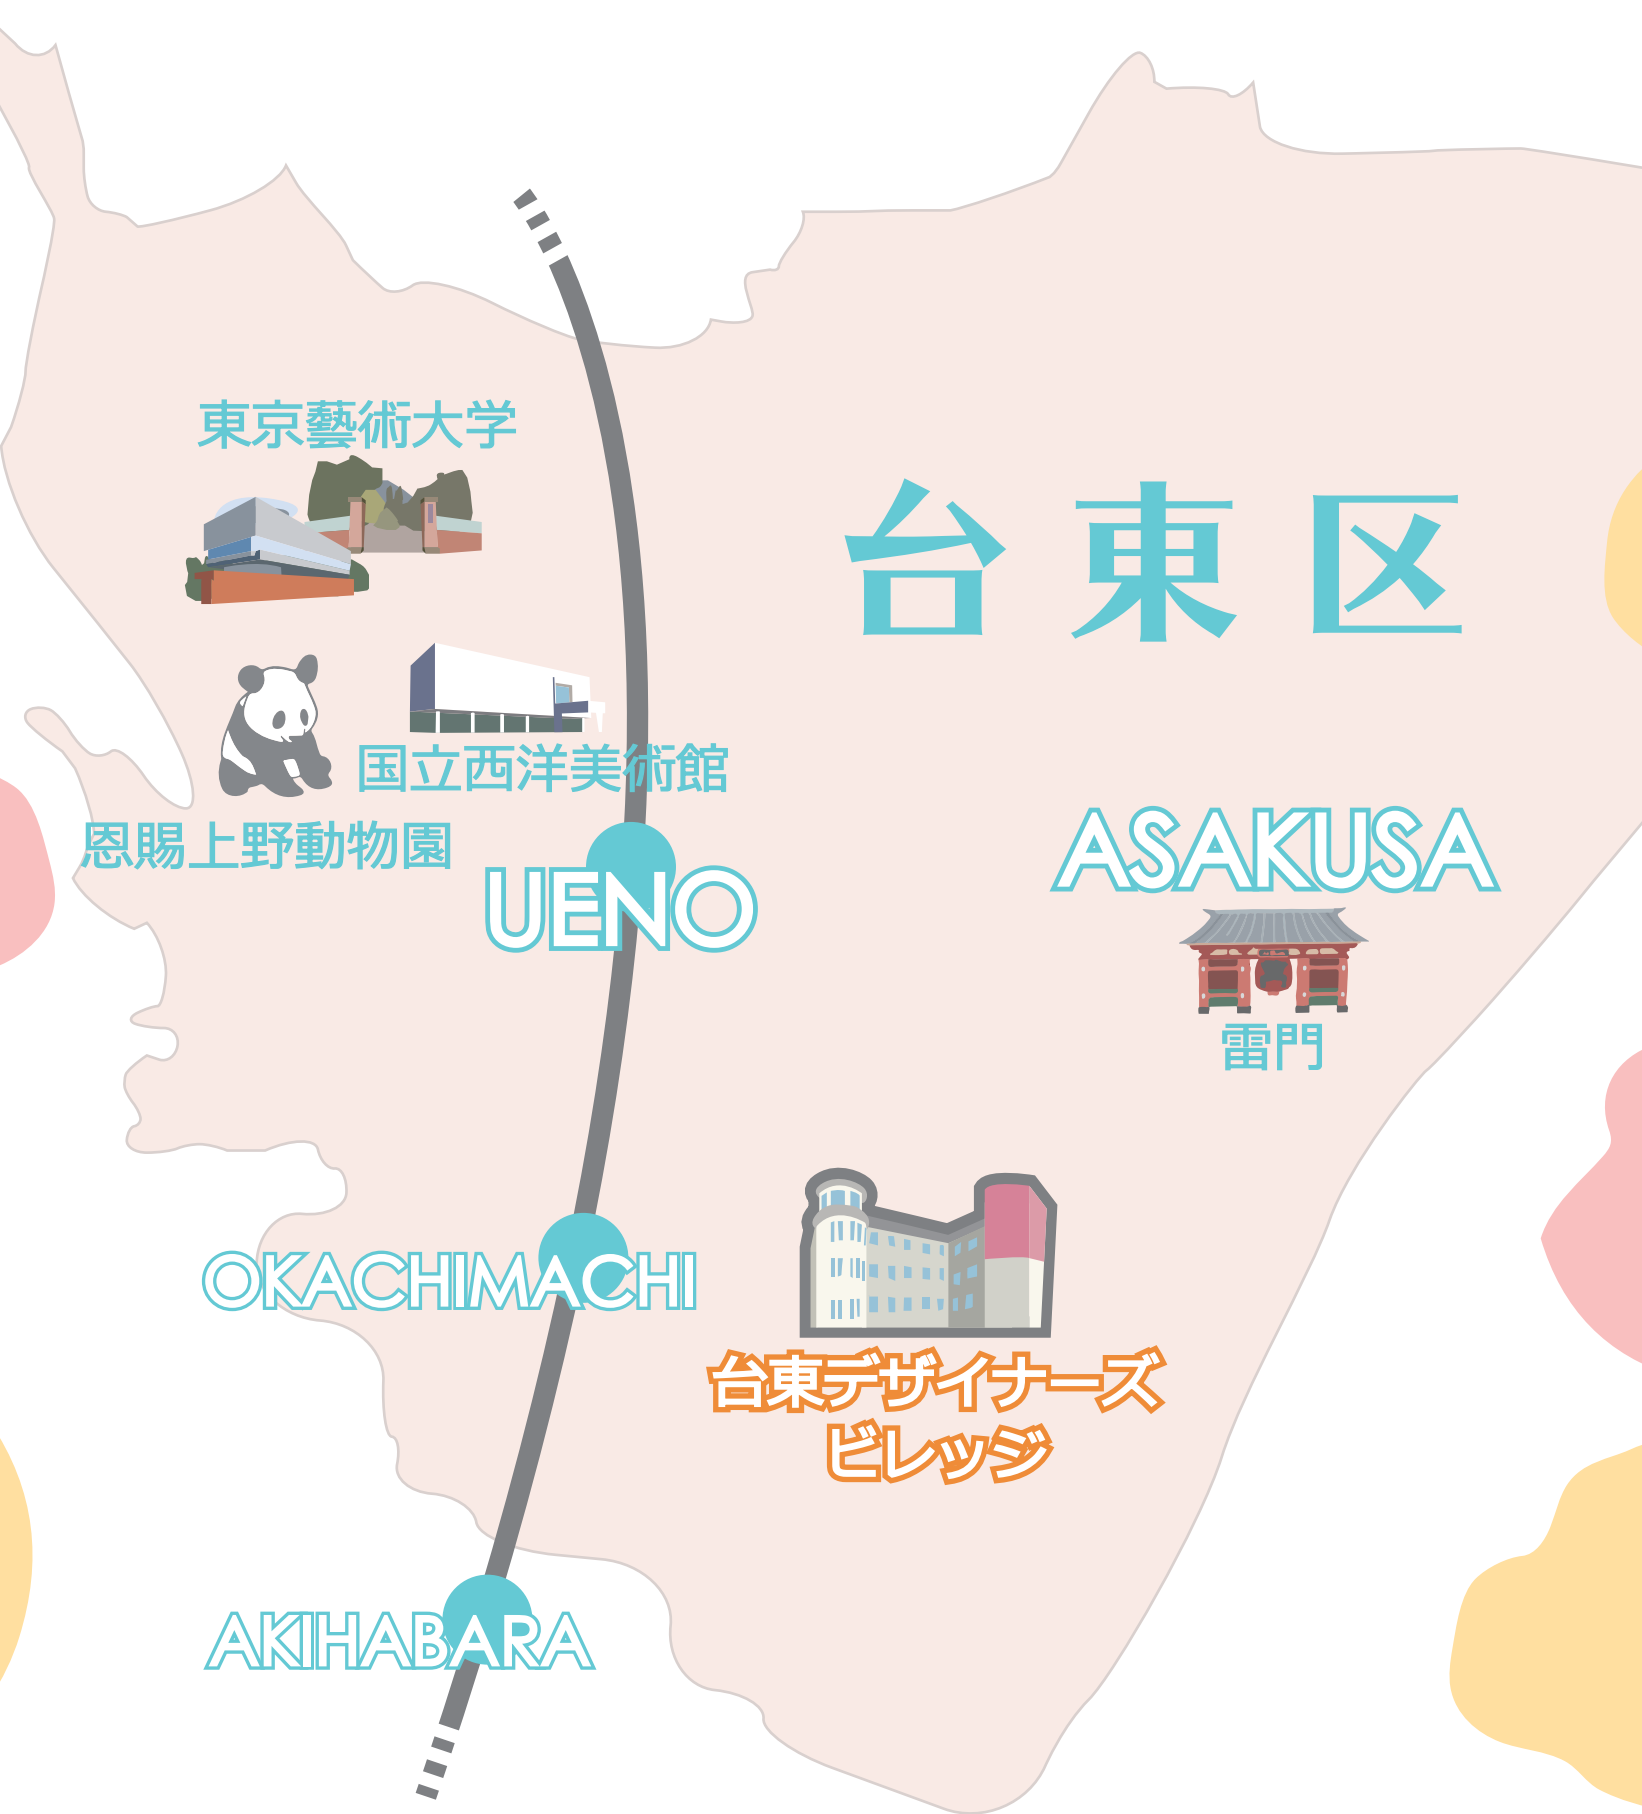 東京藝術大学
台東区
国立西洋美術館
恩賜上野動物園
UENO
ASAKUSA
雷門
OKACHIMACHI
台東デザイナーズ
ビレッジ
AKIHABARA